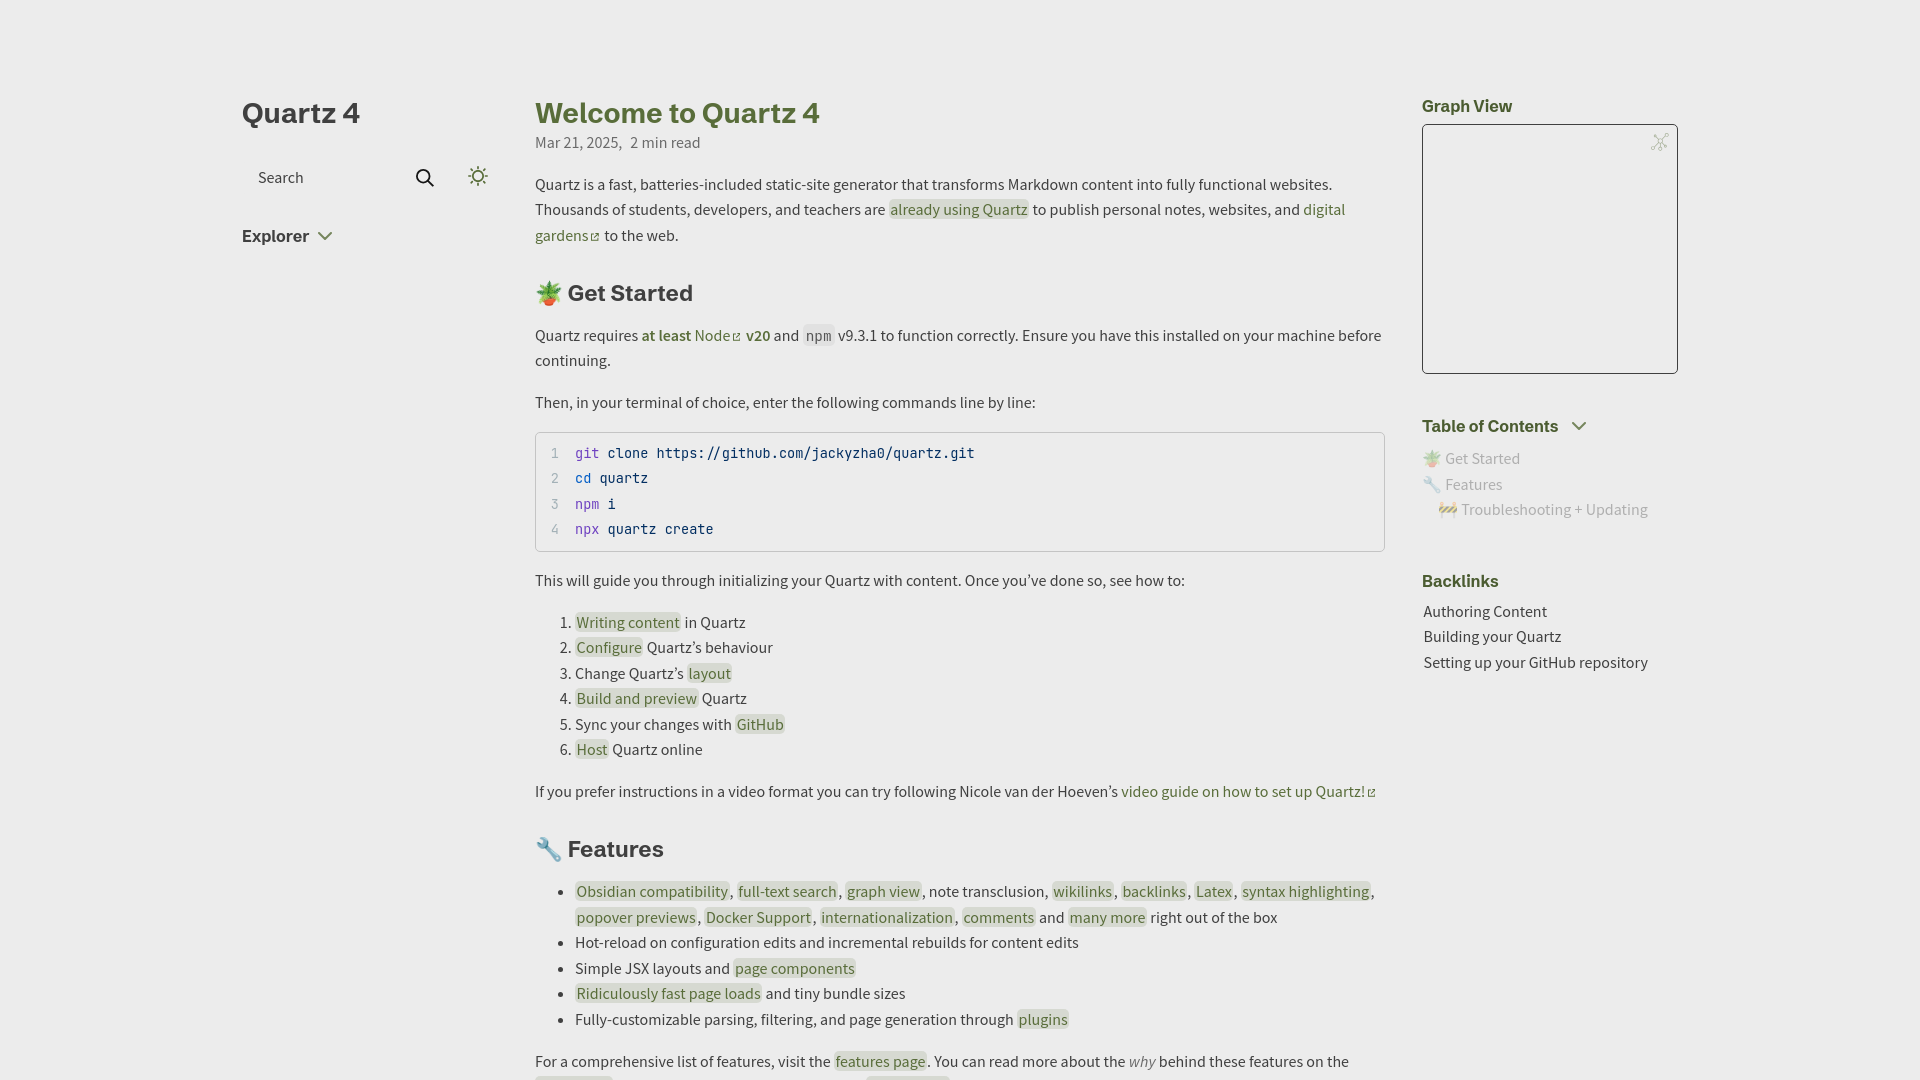 Quartz 4
Search
Explorer
Welcome to Quartz 4
Mar 21, 2025, 2 min read
Quartz is a fast, batteries-included static-site generator that transforms Markdown content into fully functional websites.
Thousands of students, developers, and teachers are already using Quartz to publish personal notes, websites, and digital
gardens to the web.
🪴 Get Started
Quartz requires at least Node v20 and npm v9.3.1 to function correctly. Ensure you have this installed on your machine before
continuing.
Then, in your terminal of choice, enter the following commands line by line:
1 git clone https://github.com/jackyzha0/quartz.git
2 cd quartz
3 npm i
4 npx quartz create
This will guide you through initializing your Quartz with content. Once you’ve done so, see how to:
1. Writing content in Quartz
2. Configure Quartz’s behaviour
3. Change Quartz’s layout
4. Build and preview Quartz
5. Sync your changes with GitHub
6. Host Quartz online
If you prefer instructions in a video format you can try following Nicole van der Hoeven’s video guide on how to set up Quartz!
🔧 Features
• Obsidian compatibility, full-text search, graph view, note transclusion, wikilinks, backlinks, Latex, syntax highlighting,
popover previews, Docker Support, internationalization, comments and many more right out of the box
• Hot-reload on configuration edits and incremental rebuilds for content edits
• Simple JSX layouts and page components
• Ridiculously fast page loads and tiny bundle sizes
• Fully-customizable parsing, filtering, and page generation through plugins
For a comprehensive list of features, visit the features page. You can read more about the why behind these features on the
Graph View
Table of Contents
🪴 Get Started
🔧 Features
🚧 Troubleshooting + Updating
Backlinks
Authoring Content
Building your Quartz
Setting up your GitHub repository